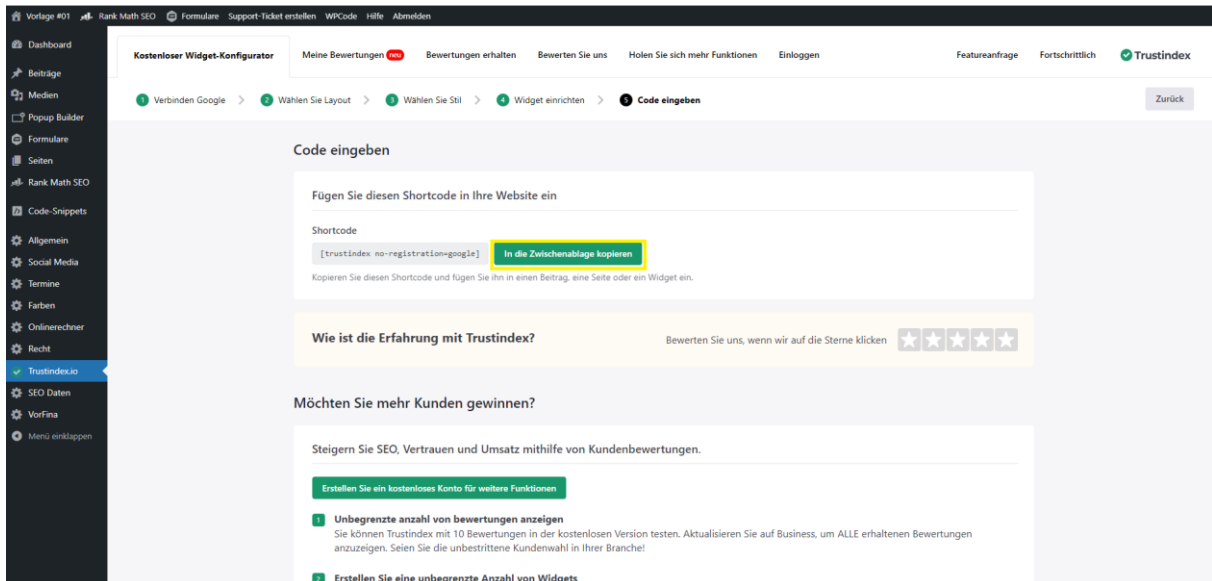 Vorlage #01 Rank Math SEO Formulare Support-Ticket erstellen WPCode Hilfe Abmelden
Dashboard
Beiträge
Medien
Popup Builder
Formulare
Seiten
Rank Math SEO
Code-Snippets
Allgemein
Social Media
Termine
Farben
Onlinerechner
Recht
Trustindex.io
SEO Daten
VorFina
Menü einklappen
Kostenloser Widget-Konfigurator Meine Bewertungen neu Bewertungen erhalten Bewerten Sie uns Holen Sie sich mehr Funktionen Einloggen Featureanfrage Fortschrittlich Trustindex
1 Verbinden Google > 2 Wählen Sie Layout > 3 Wählen Sie Stil > 4 Widget einrichten > 5 Code eingeben Zurück
Code eingeben
Fügen Sie diesen Shortcode in Ihre Website ein
Shortcode
[trustindex no-registration=google] In die Zwischenablage kopieren
Kopieren Sie diesen Shortcode und fügen Sie ihn in einen Beitrag, eine Seite oder ein Widget ein.
Wie ist die Erfahrung mit Trustindex? Bewerten Sie uns, wenn wir auf die Sterne klicken
Möchten Sie mehr Kunden gewinnen?
Steigern Sie SEO, Vertrauen und Umsatz mithilfe von Kundenbewertungen.
Erstellen Sie ein kostenloses Konto für weitere Funktionen
1 Unbegrenzte anzahl von bewertungen anzeigen
Sie können Trustindex mit 10 Bewertungen in der kostenlosen Version testen. Aktualisieren Sie auf Business, um ALLE erhaltenen Bewertungen
anzuzeigen. Seien Sie die unbestrittene Kundenwahl in Ihrer Branche!
2 Erstellen Sie eine unbegrenzte Anzahl von Widgets